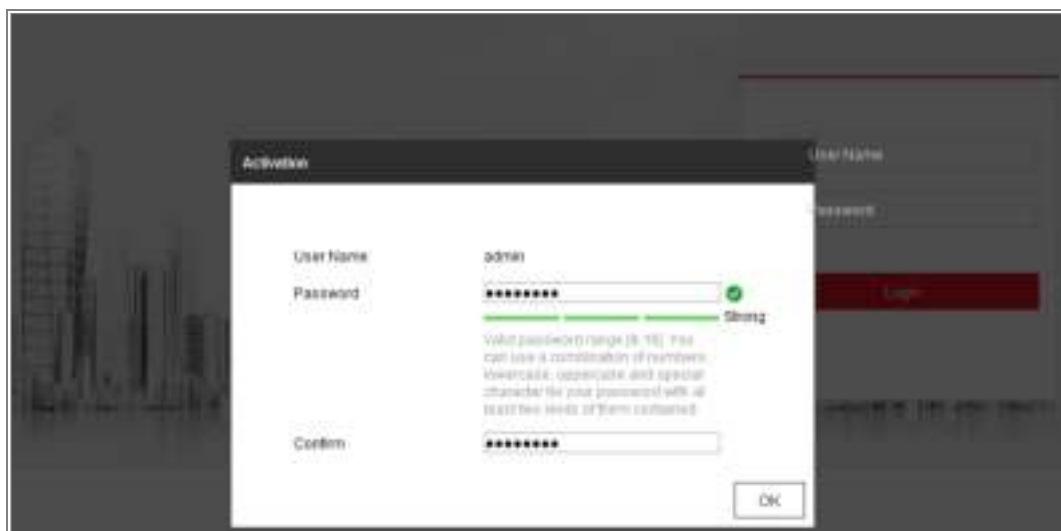 Activation
User Name
Password
Login
User Name admin
Password ••••••••
Strong
Valid password range [8-16]. You
can use a combination of numbers,
lowercase, uppercase and special
character for your password with at
least two kinds of them contained.
Confirm ••••••••
OK